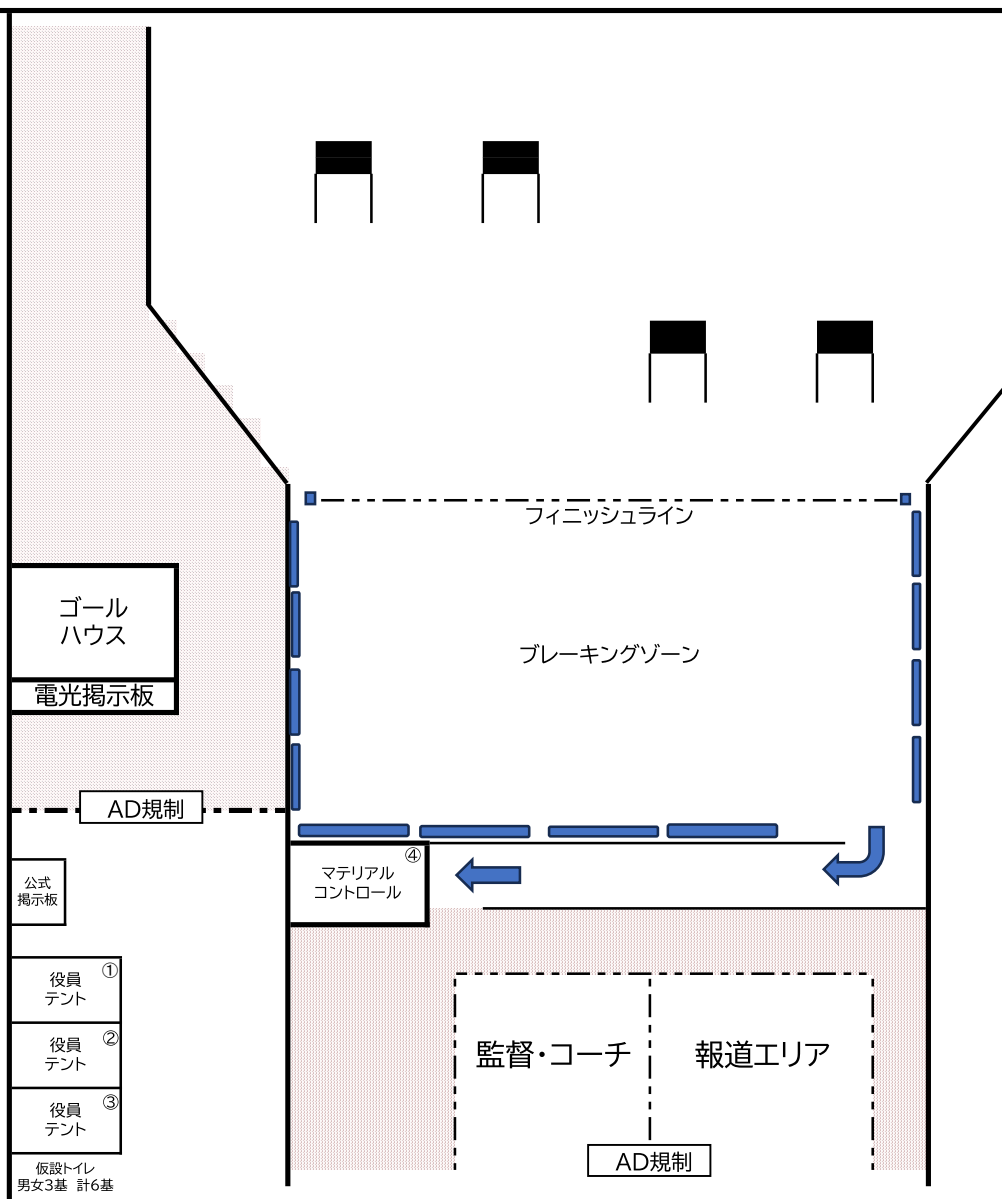 フィニッシュライン
ブレーキングゾーン
ゴール
ハウス
電光掲示板
AD規制
④
マテリアル
コントロール
公式
掲示板
①
役員
テント
②
役員
テント
③
役員
テント
仮設トイレ
男女3基 計6基
監督・コーチ
報道エリア
AD規制